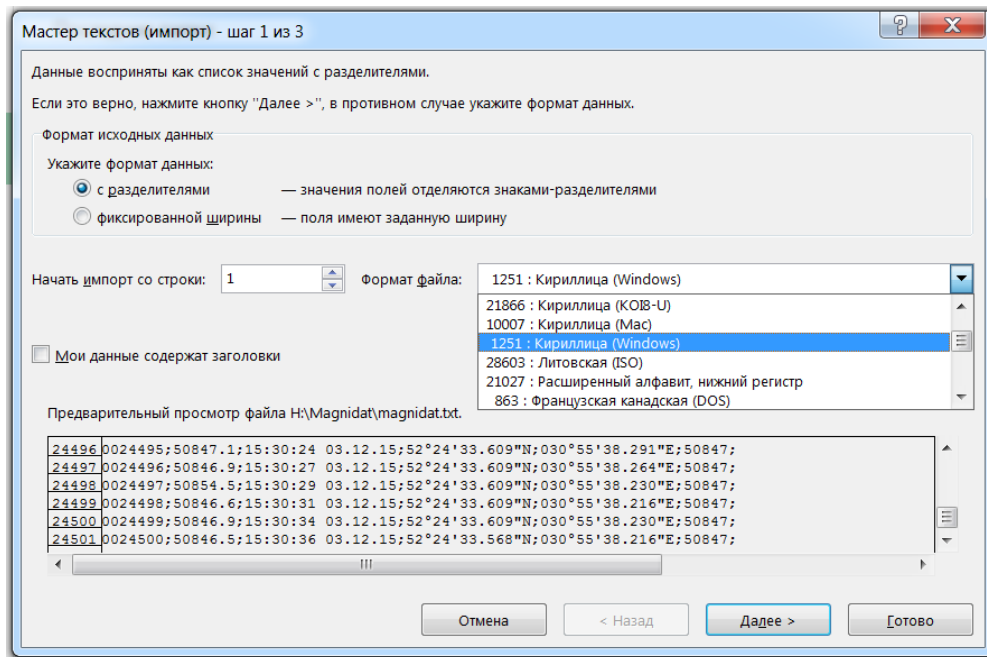 Мастер текстов (импорт) - шаг 1 из 3
Данные восприняты как список значений с разделителями.
Если это верно, нажмите кнопку "Далее >", в противном случае укажите формат данных.
Формат исходных данных
Укажите формат данных:
с разделителями — значения полей отделяются знаками-разделителями
фиксированной ширины — поля имеют заданную ширину
Начать импорт со строки: 1 Формат файла: 1251 : Кириллица (Windows)
21866 : Кириллица (KOI8-U)
10007 : Кириллица (Mac)
1251 : Кириллица (Windows)
28603 : Литовская (ISO)
21027 : Расширенный алфавит, нижний регистр
863 : Французская канадская (DOS)
Мои данные содержат заголовки
Предварительный просмотр файла H:\Magnidat\magnidat.txt.
24496 0024495;50847.1;15:30:24 03.12.15;52°24'33.609"N;030°55'38.291"E;50847;
24497 0024496;50846.9;15:30:27 03.12.15;52°24'33.609"N;030°55'38.264"E;50847;
24498 0024497;50854.5;15:30:29 03.12.15;52°24'33.609"N;030°55'38.230"E;50847;
24499 0024498;50846.6;15:30:31 03.12.15;52°24'33.609"N;030°55'38.216"E;50847;
24500 0024499;50846.9;15:30:34 03.12.15;52°24'33.609"N;030°55'38.230"E;50847;
24501 0024500;50846.5;15:30:36 03.12.15;52°24'33.568"N;030°55'38.216"E;50847;
Отмена < Назад Далее > Готово